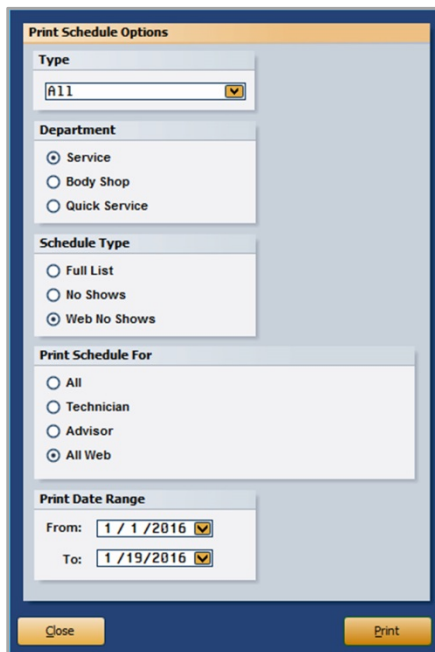 Print Schedule Options
Type
All
Department
Service
Body Shop
Quick Service
Schedule Type
Full List
No Shows
Web No Shows
Print Schedule For
All
Technician
Advisor
All Web
Print Date Range
From: 1 / 1 /2016
To: 1 /19/2016
Close Print